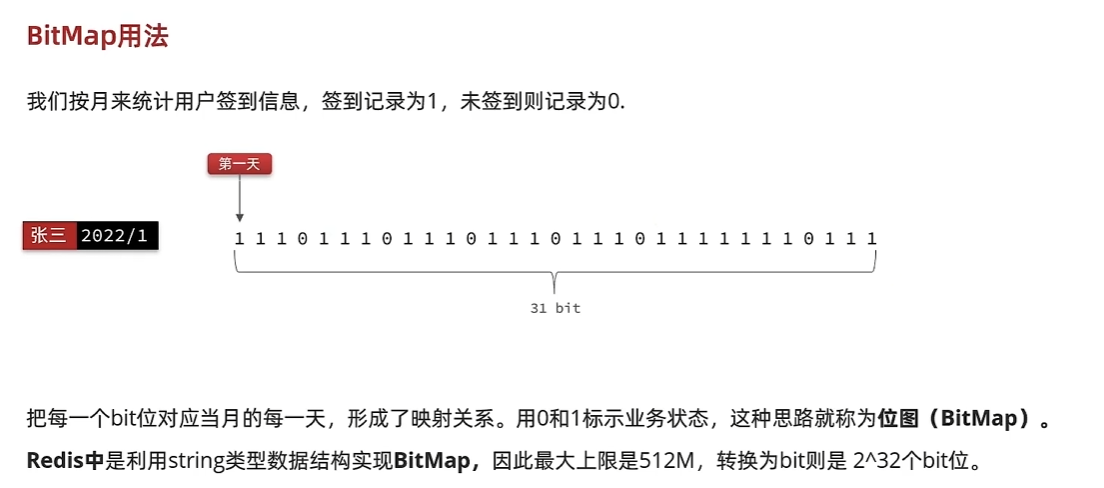 BitMap用法
我们按月来统计用户签到信息，签到记录为1，未签到则记录为0.
第一天
张三 2022/1
1 1 1 0 1 1 1 0 1 1 1 0 1 1 1 0 1 1 1 0 1 1 1 1 1 1 1 0 1 1 1
31 bit
把每一个bit位对应当月的每一天，形成了映射关系。用0和1标示业务状态，这种思路就称为位图（BitMap）。
Redis中是利用string类型数据结构实现BitMap，因此最大上限是512M，转换为bit则是 2^32个bit位。